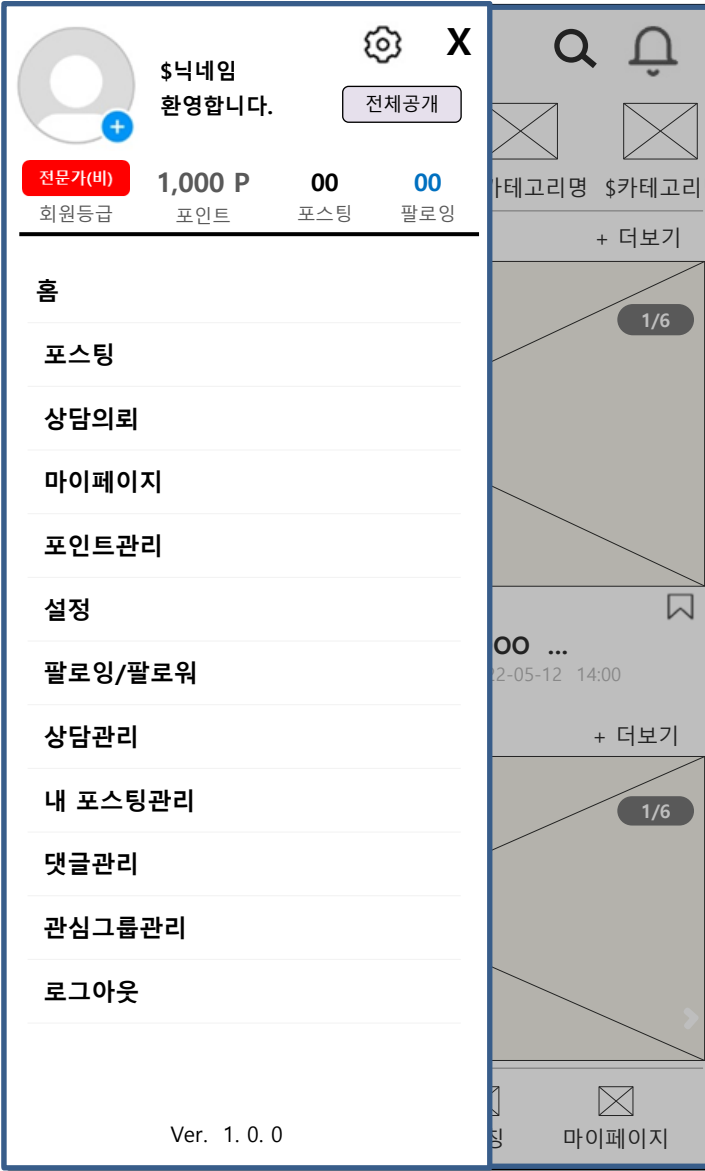 X
$닉네임
환영합니다.
전체공개
전문가(비)
1,000 P
00
00
회원등급
포인트
포스팅
팔로잉
홈
포스팅
상담의뢰
마이페이지
포인트관리
설정
팔로잉/팔로워
상담관리
내 포스팅관리
댓글관리
관심그룹관리
로그아웃
Ver. 1. 0. 0
테고리명 $카테고리
+ 더보기
1/6
OO ...
22-05-12 14:00
+ 더보기
1/6
마이페이지